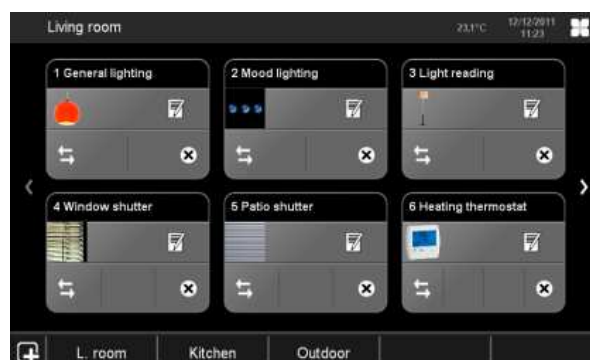 Living room
23,1°C
12/12/2011
11:23
1 General lighting
2 Mood lighting
3 Light reading
4 Window shutter
5 Patio shutter
6 Heating thermostat
L. room
Kitchen
Outdoor